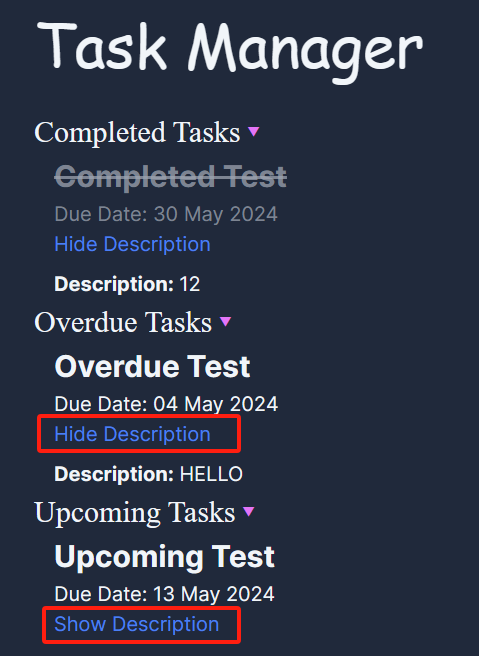 Task Manager
Completed Tasks
Completed Test
Due Date: 30 May 2024
Hide Description
Description: 12
Overdue Tasks
Overdue Test
Due Date: 04 May 2024
Hide Description
Description: HELLO
Upcoming Tasks
Upcoming Test
Due Date: 13 May 2024
Show Description